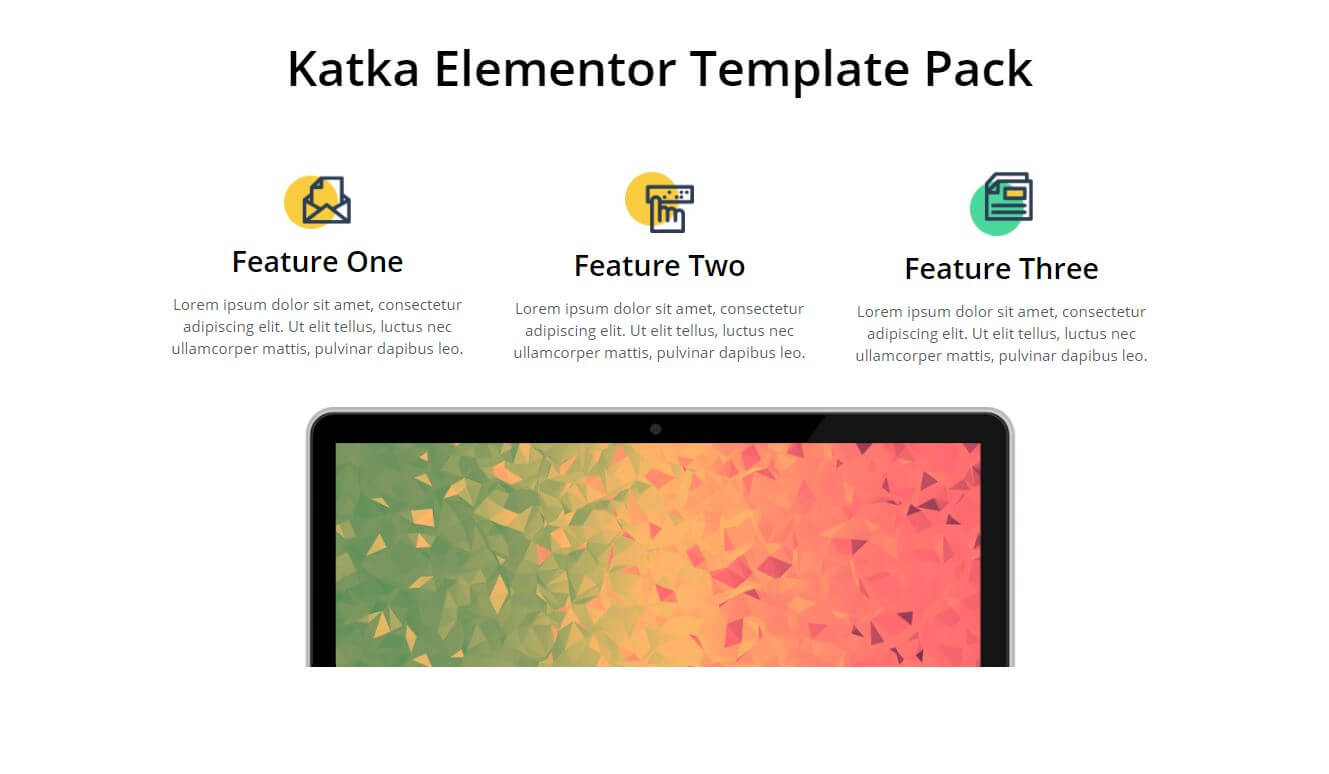 Katka Elementor Template Pack
Feature One
Lorem ipsum dolor sit amet, consectetur
adipiscing elit. Ut elit tellus, luctus nec
ullamcorper mattis, pulvinar dapibus leo.
Feature Two
Lorem ipsum dolor sit amet, consectetur
adipiscing elit. Ut elit tellus, luctus nec
ullamcorper mattis, pulvinar dapibus leo.
Feature Three
Lorem ipsum dolor sit amet, consectetur
adipiscing elit. Ut elit tellus, luctus nec
ullamcorper mattis, pulvinar dapibus leo.